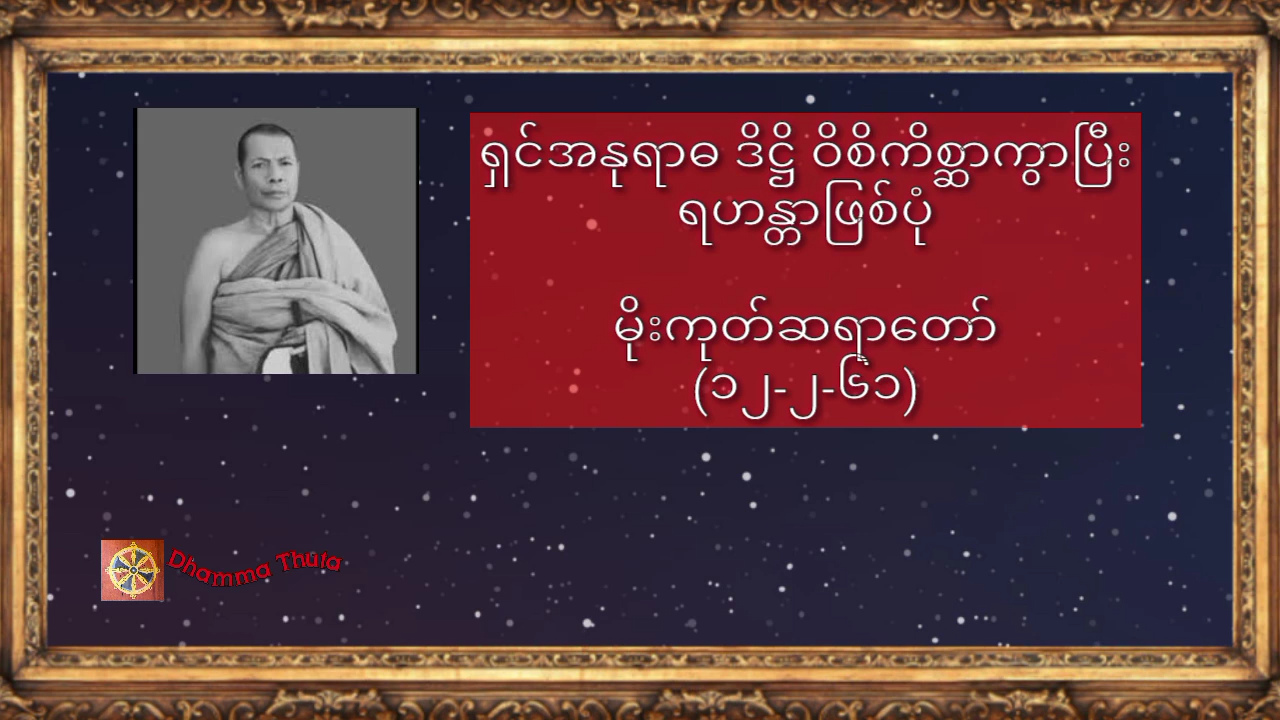 ရှင်အနုရာဓ ဒိဋ္ဌိ ဝိစိကိစ္ဆာကွာပြီး
ရဟန္တာဖြစ်ပုံ
မိုးကုတ်ဆရာတော်
(၁၂-၂-၆၁)
Dhamma Thuta